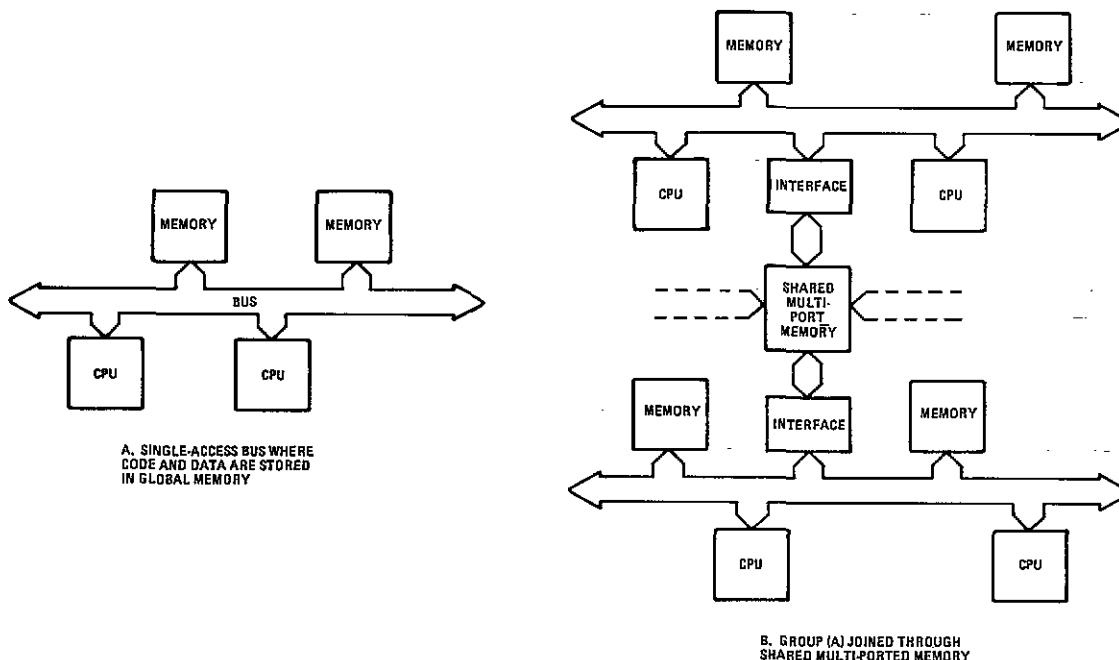 MEMORY
MEMORY
BUS
CPU
CPU
A. SINGLE-ACCESS BUS WHERE
CODE AND DATA ARE STORED
IN GLOBAL MEMORY
MEMORY
MEMORY
CPU
INTERFACE
CPU
SHARED
MULTI-
PORT
MEMORY
MEMORY
INTERFACE
MEMORY
CPU
CPU
B. GROUP (A) JOINED THROUGH
SHARED MULTI-PORTED MEMORY